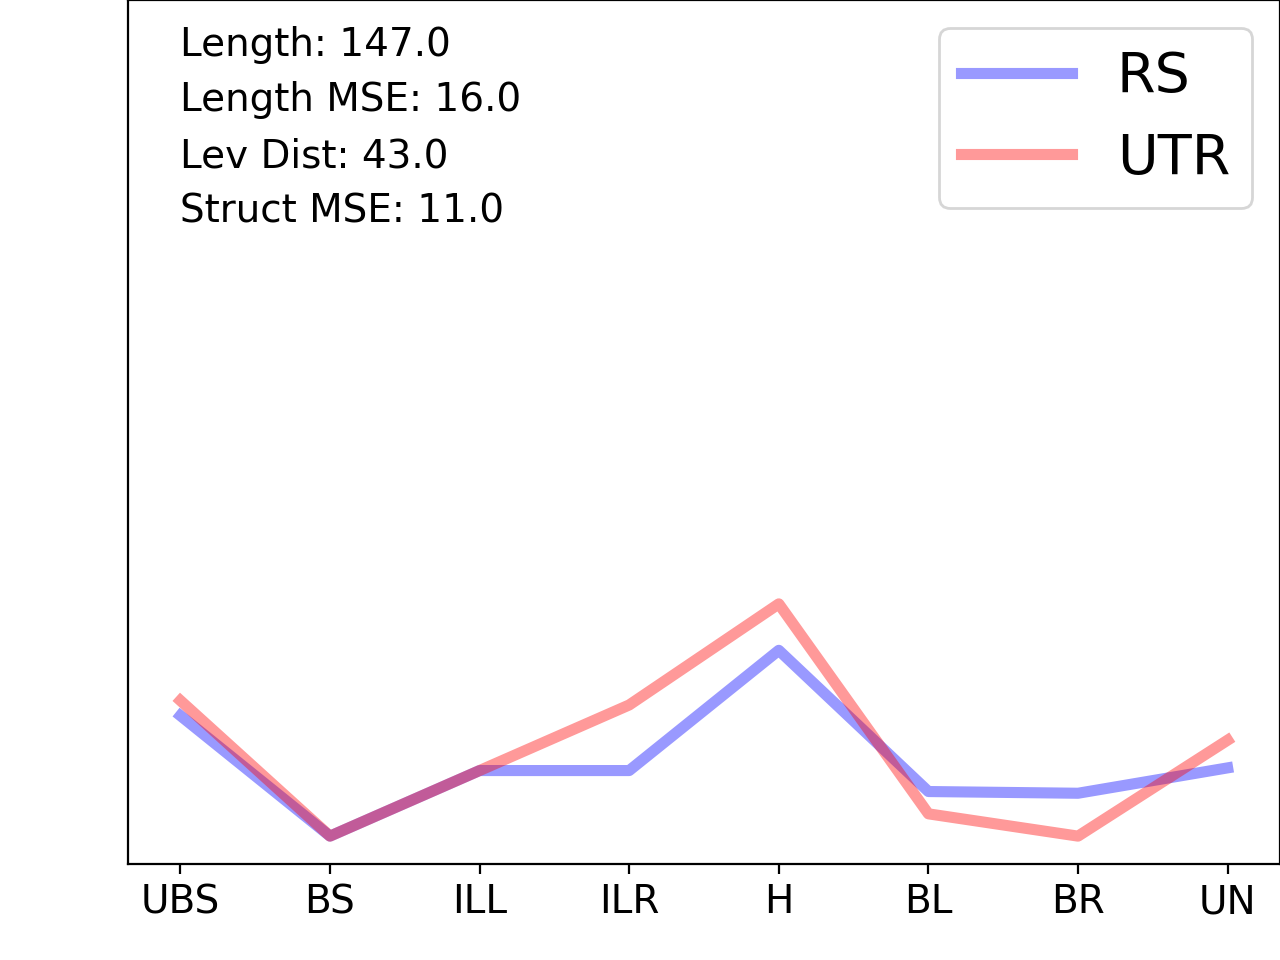 Length: 147.0
Length MSE: 16.0
Lev Dist: 43.0
Struct MSE: 11.0
RS
UTR
UBS BS ILL ILR H BL BR UN